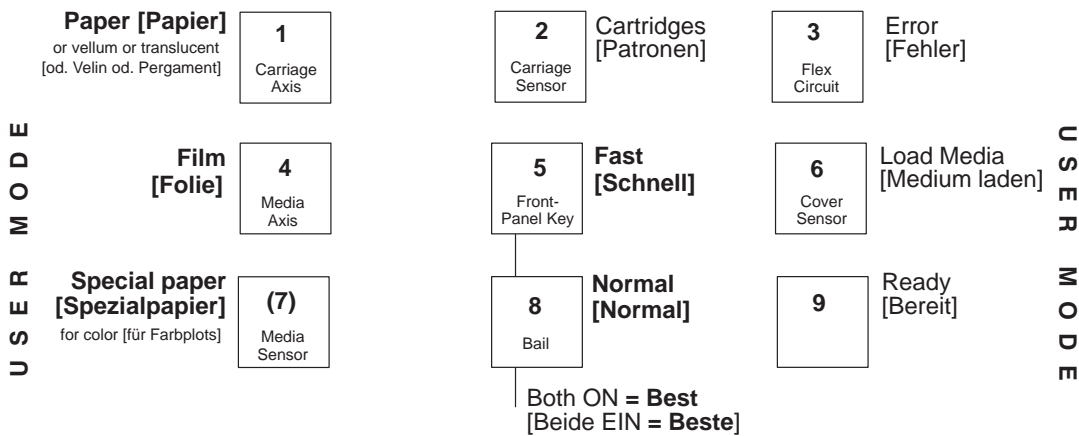 Paper [Papier]
or vellum or translucent
[od. Velin od. Pergament]
1
Carriage
Axis
2
Carriage
Sensor
Cartridges
[Patronen]
3
Flex
Circuit
Error
[Fehler]
USER MODE
Film
[Folie]
4
Media
Axis
5
Front-
Panel Key
Fast
[Schnell]
6
Cover
Sensor
Load Media
[Medium laden]
USER MODE
Special paper
[Spezialpapier]
for color [für Farbplots]
(7)
Media
Sensor
8
Bail
Normal
[Normal]
9
Ready
[Bereit]
Both ON = Best
[Beide EIN = Beste]